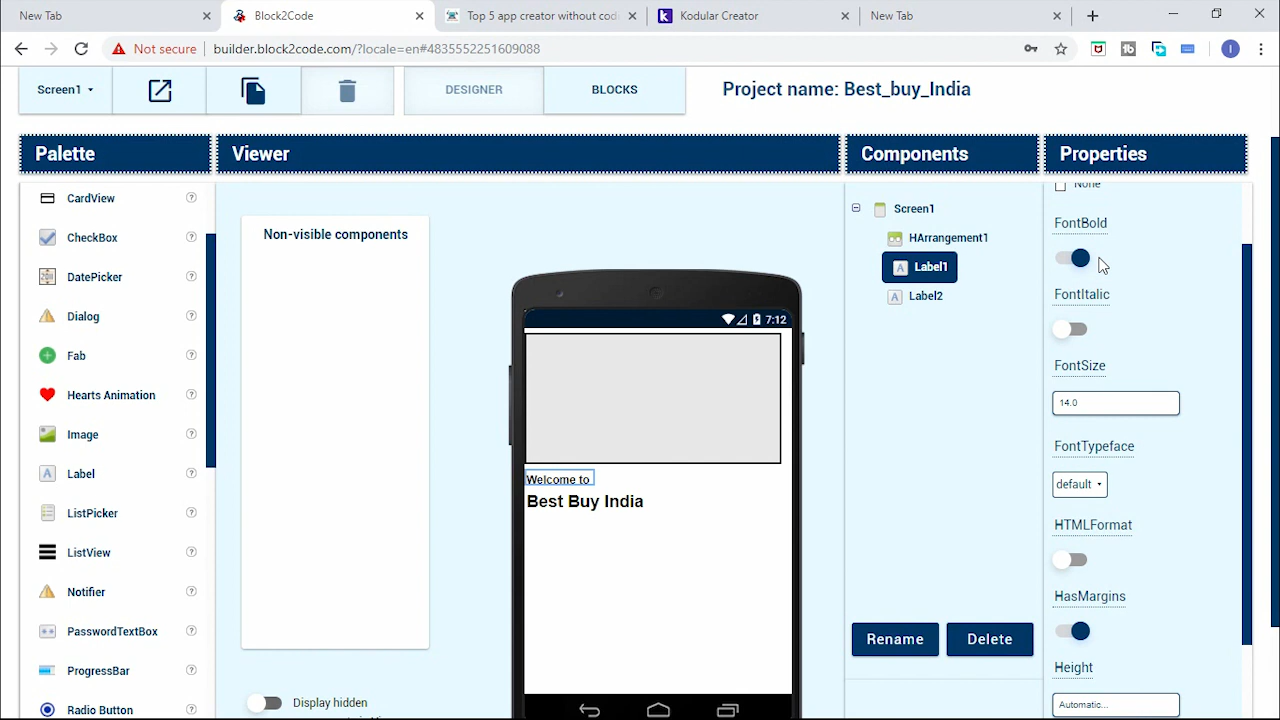 New Tab
Block2Code
Top 5 app creator without codi
Kodular Creator
New Tab
Not secure
builder.block2code.com/?locale=en#4835552251609088
Screen1
DESIGNER
BLOCKS
Project name: Best_buy_India
Palette
Viewer
Components
Properties
CardView
CheckBox
DatePicker
Dialog
Fab
Hearts Animation
Image
Label
ListPicker
ListView
Notifier
PasswordTextBox
ProgressBar
Radio Button
Non-visible components
7:12
Welcome to
Best Buy India
Display hidden
Screen1
HArrangement1
Label1
Label2
Rename
Delete
None
FontBold
FontItalic
FontSize
14.0
FontTypeface
default
HTMLFormat
HasMargins
Height
Automatic...